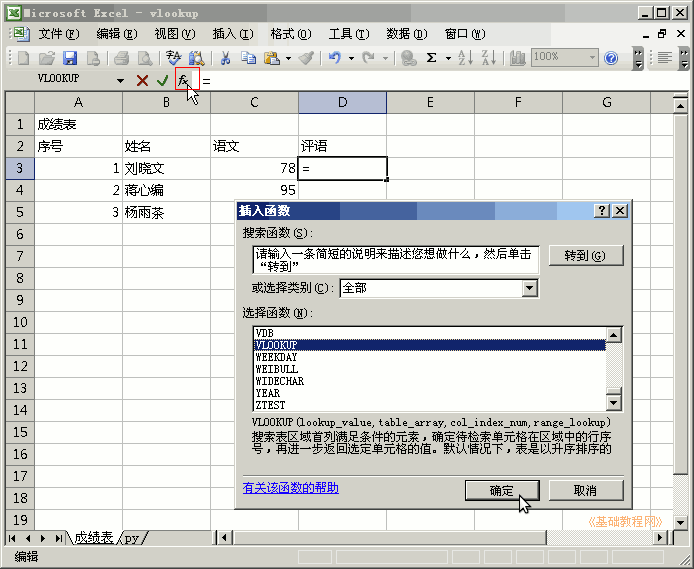 Microsoft Excel - vlookup
文件(F) 编辑(E) 视图(V) 插入(I) 格式(O) 工具(T) 数据(D) 窗口(W)
100%
VLOOKUP fx =
A B C D E F G
1 成绩表
2 序号 姓名 语文 评语
3 1 刘晓文 78 =
4 2 蒋心编 95
5 3 杨雨茶
6
7
8
9
10
11
12
13
14
15
16
17
18
19
插入函数
搜索函数(S):
请输入一条简短的说明来描述您想做什么,然后单击
“转到”
转到(G)
或选择类别(C): 全部
选择函数(N):
VDB
VLOOKUP
WEEKDAY
WEIBULL
WIDECHAR
YEAR
ZTEST
VLOOKUP(lookup_value,table_array,col_index_num,range_lookup)
搜索表区域首列满足条件的元素,确定待检索单元格在区域中的行序
号,再进一步返回选定单元格的值。默认情况下,表是以升序排序的
有关该函数的帮助
确定 取消
《基础教程网》
成绩表 py
编辑